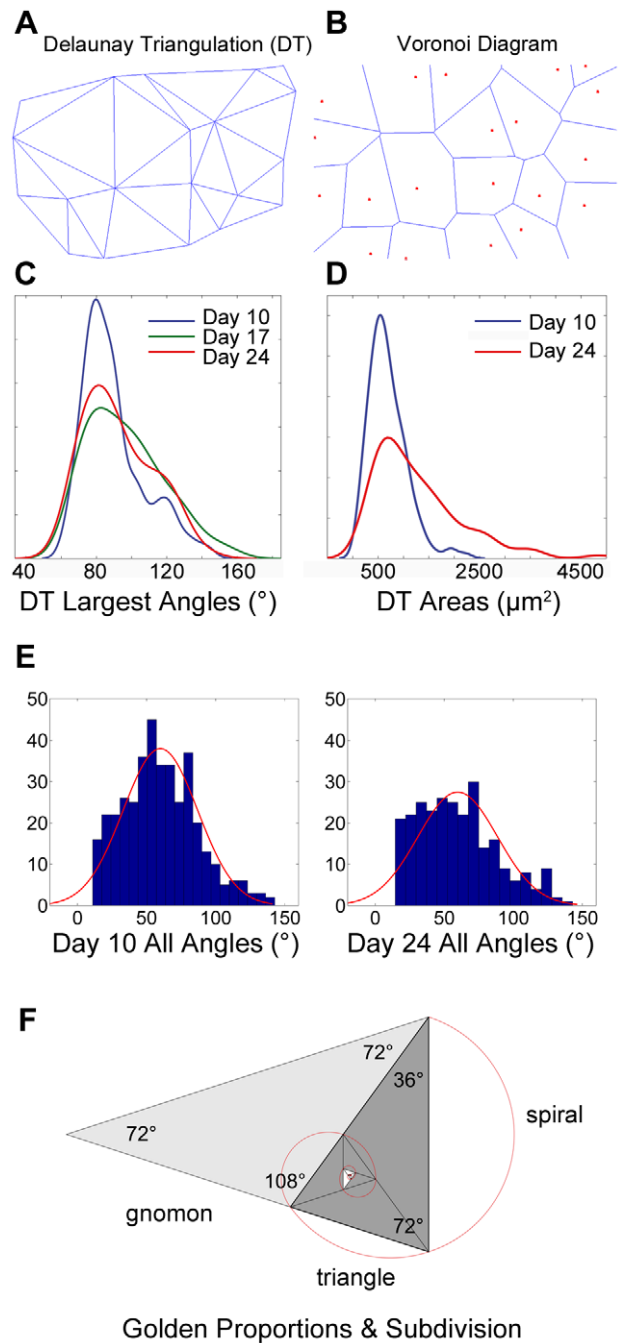 A
Delaunay Triangulation (DT)
B
Voronoi Diagram
C
Day 10
Day 17
Day 24
40 80 120 160
DT Largest Angles (°)
D
Day 10
Day 24
500 2500 4500
DT Areas (µm²)
E
50
40
30
20
10
0
0 50 100 150
Day 10 All Angles (°)
50
40
30
20
10
0
0 50 100 150
Day 24 All Angles (°)
F
72°
36°
spiral
72°
108°
gnomon
72°
triangle
Golden Proportions & Subdivision